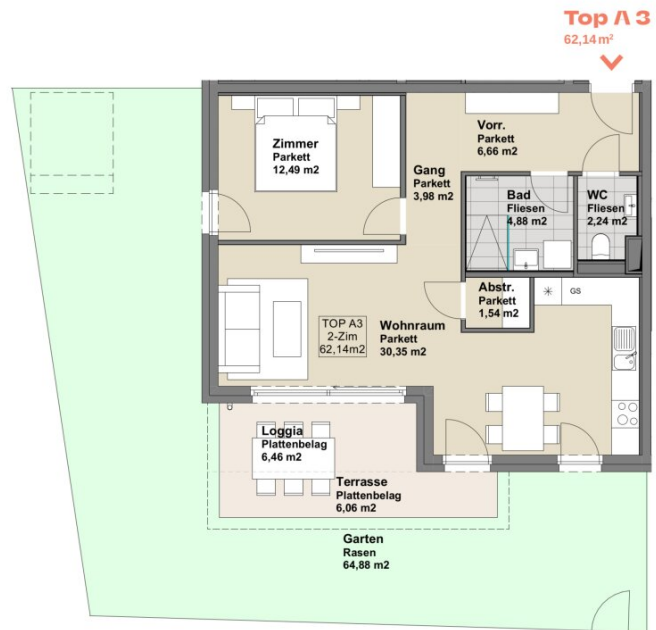 Top A 3
62,14 m²
Zimmer
Parkett
12,49 m2
Vorr.
Parkett
6,66 m2
Gang
Parkett
3,98 m2
Bad
Fliesen
4,88 m2
WC
Fliesen
2,24 m2
Abstr.
Parkett
1,54 m2
GS
TOP A3
2-Zim
62,14m2
Wohnraum
Parkett
30,35 m2
Loggia
Plattenbelag
6,46 m2
Terrasse
Plattenbelag
6,06 m2
Garten
Rasen
64,88 m2